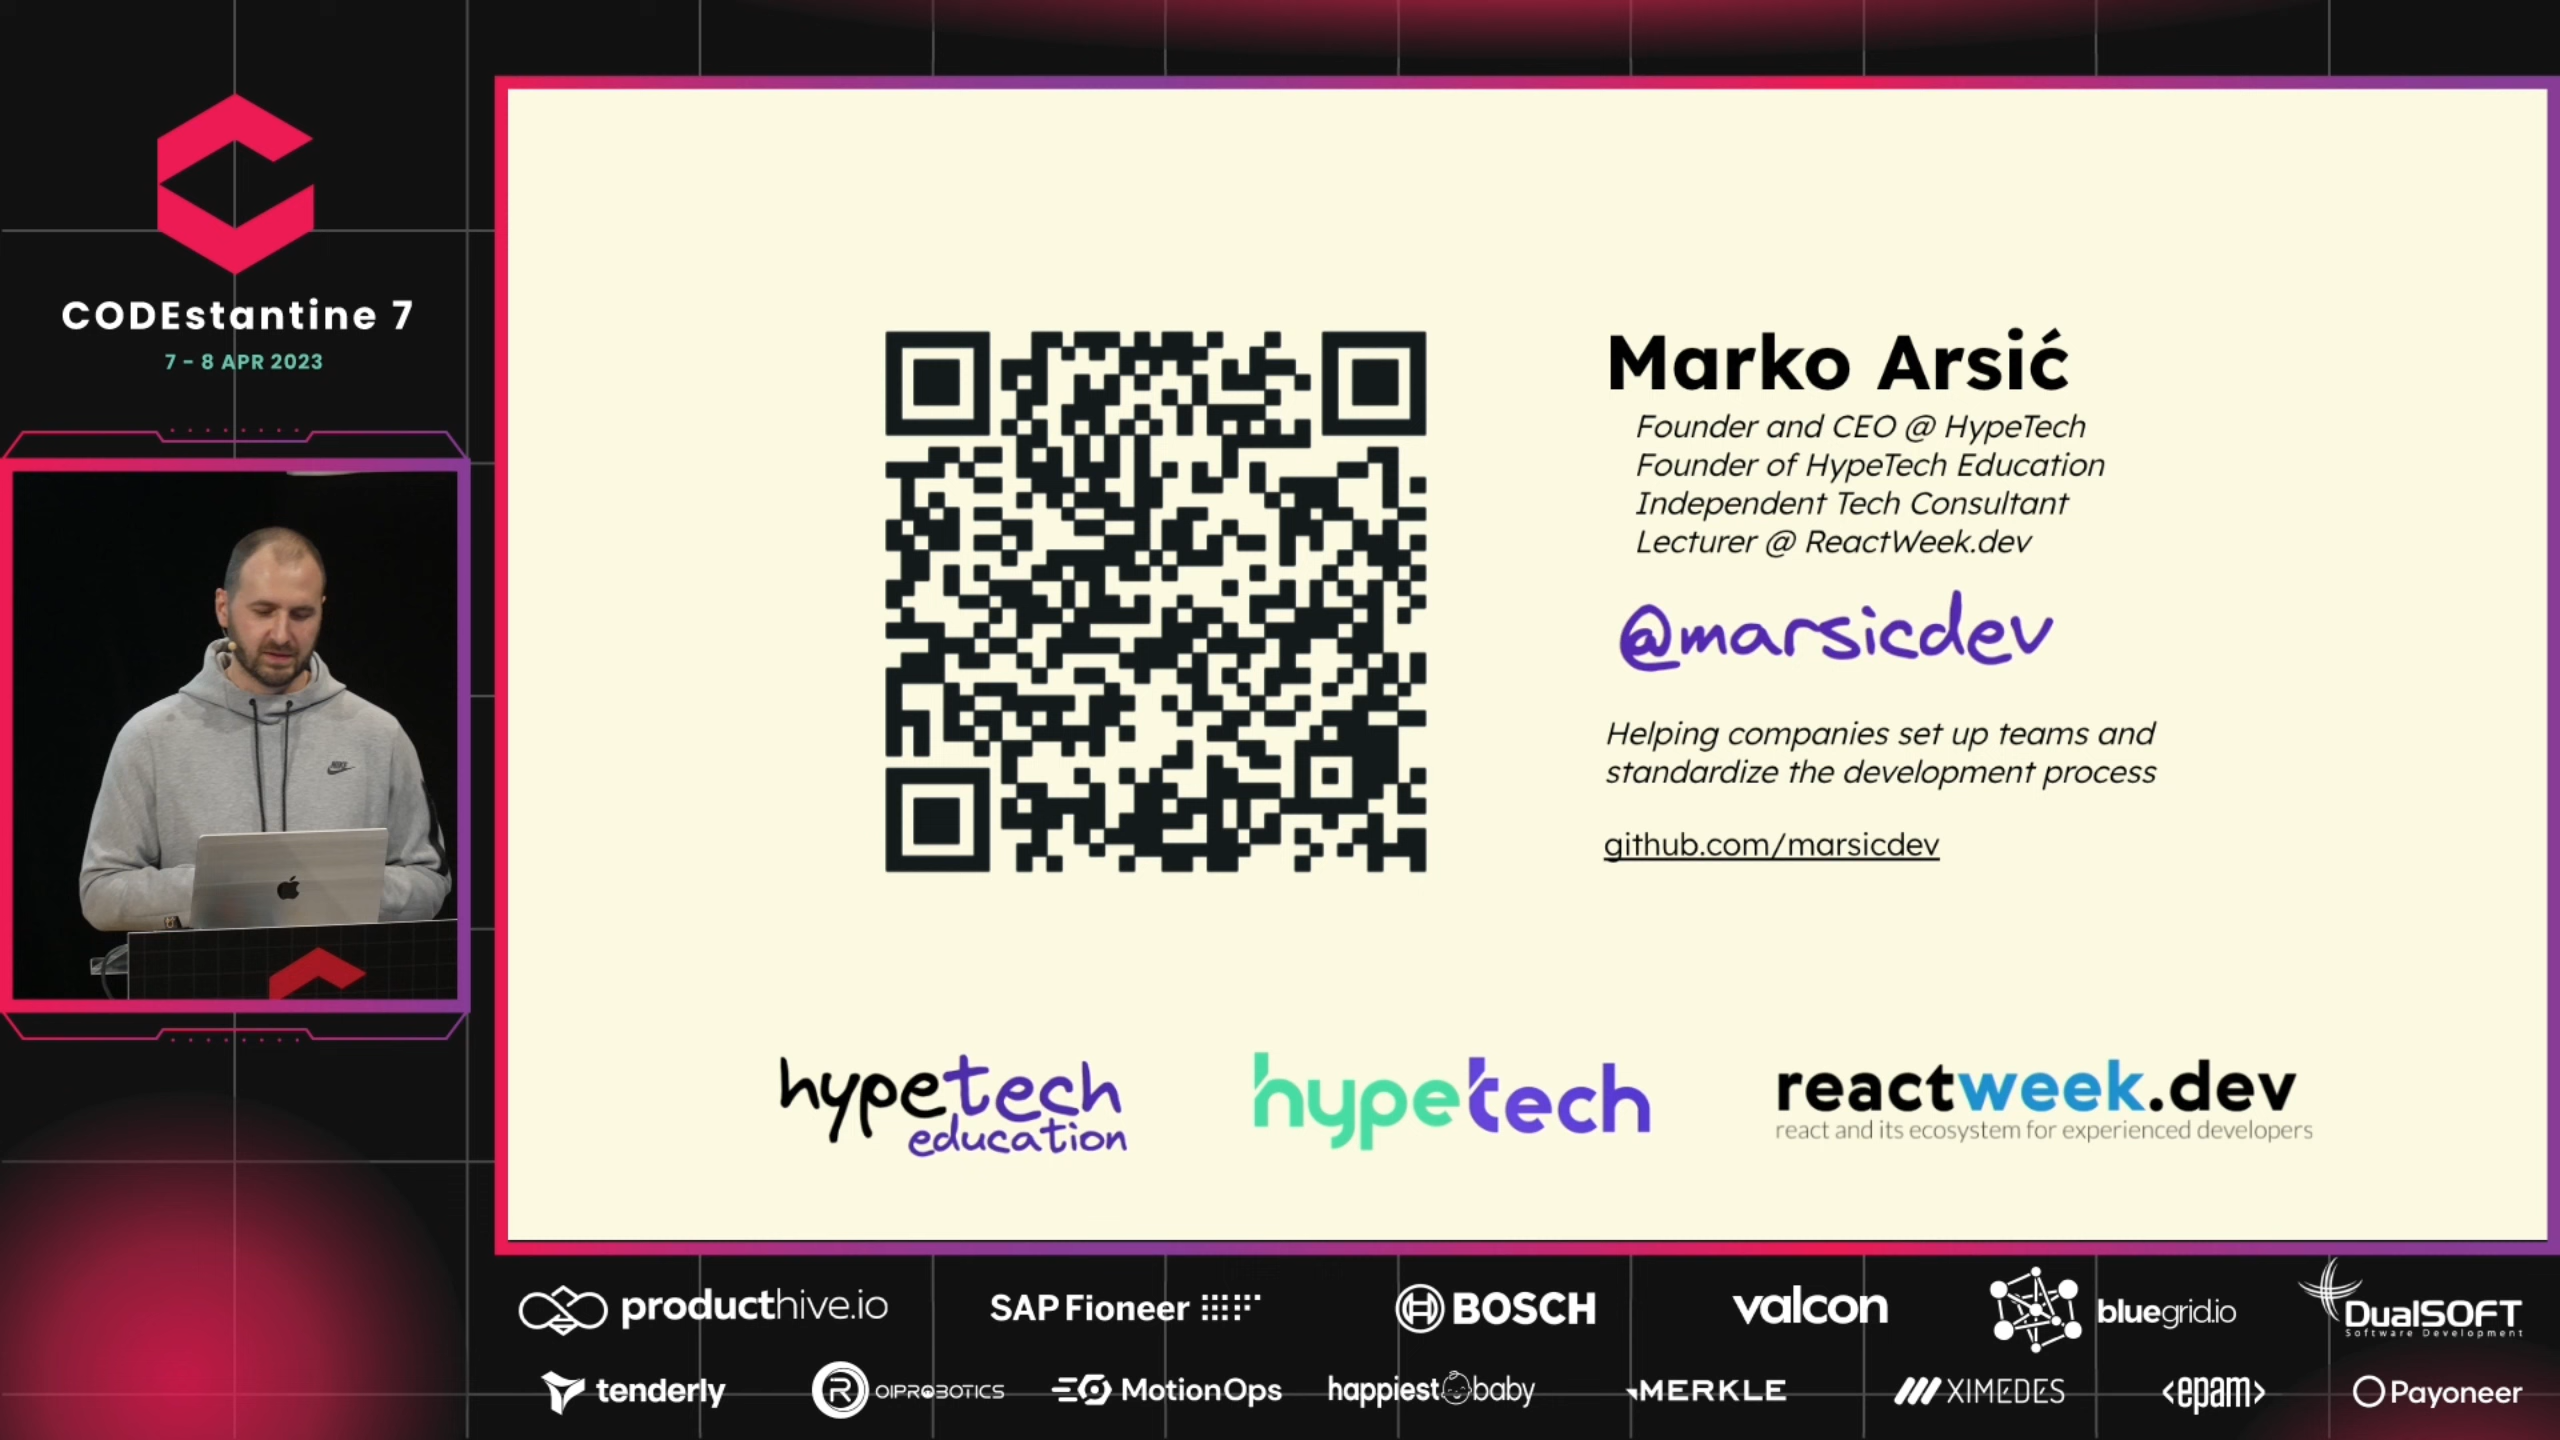 CODEstantine 7
7 - 8 APR 2023
NIKE
Marko Arsić
Founder and CEO @ HypeTech
Founder of HypeTech Education
Independent Tech Consultant
Lecturer @ ReactWeek.dev
@marsicdev
Helping companies set up teams and
standardize the development process
github.com/marsicdev
hypetech
education
hypetech
reactweek.dev
react and its ecosystem for experienced developers
producthive.io
SAP Fioneer
BOSCH
valcon
bluegrid.io
DualSOFT
Software Development
tenderly
R OIPROBOTICS
MotionOps
happiest baby
MERKLE
XIMEDES
<epam>
Payoneer